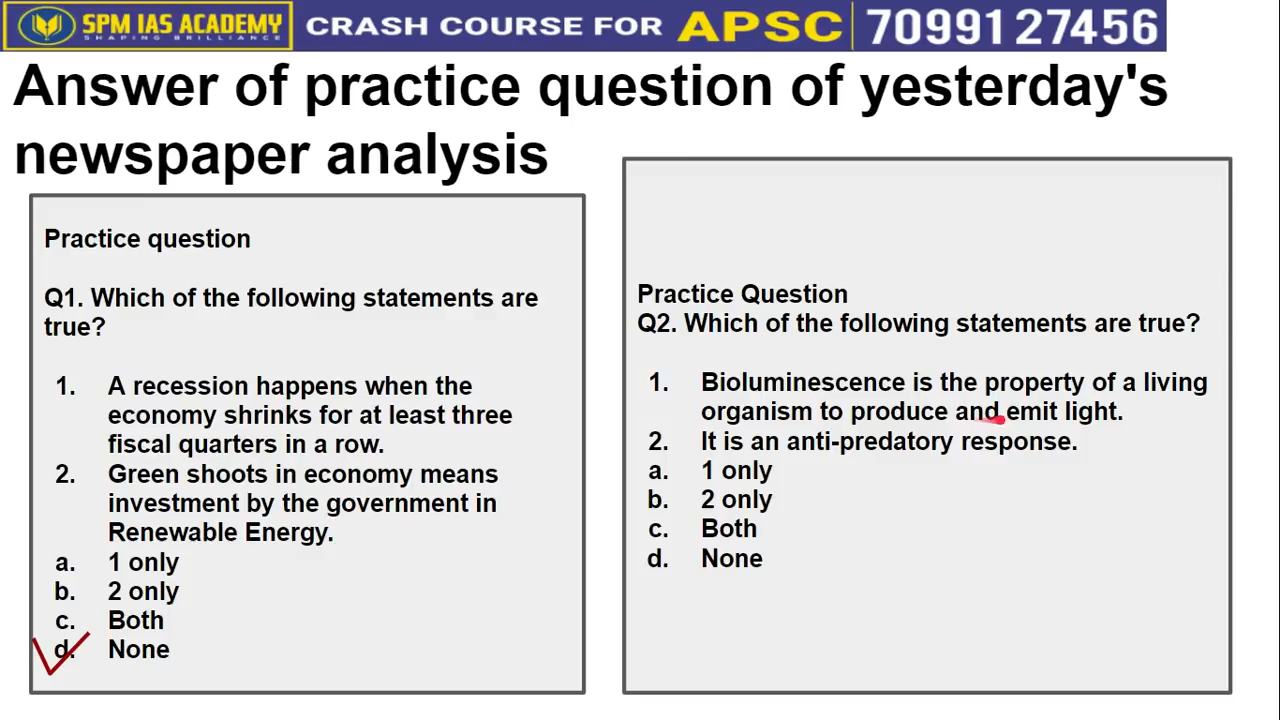 SPM IAS ACADEMY
SHAPING BRILLIANCE
CRASH COURSE FOR APSC 70991 27456
Answer of practice question of yesterday's
newspaper analysis
Practice question
Q1. Which of the following statements are
true?
1. A recession happens when the
economy shrinks for at least three
fiscal quarters in a row.
2. Green shoots in economy means
investment by the government in
Renewable Energy.
a. 1 only
b. 2 only
c. Both
d. None
Practice Question
Q2. Which of the following statements are true?
1. Bioluminescence is the property of a living
organism to produce and emit light.
2. It is an anti-predatory response.
a. 1 only
b. 2 only
c. Both
d. None